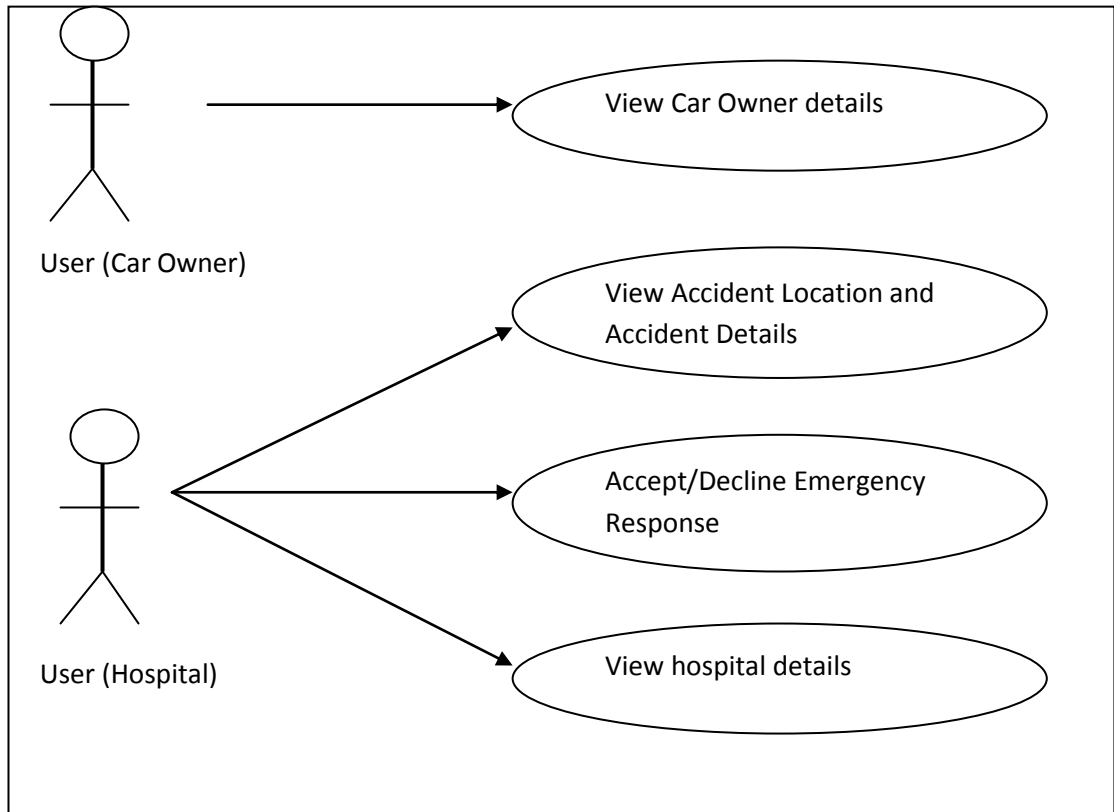 View Car Owner details
User (Car Owner)
View Accident Location and
Accident Details
Accept/Decline Emergency
Response
View hospital details
User (Hospital)